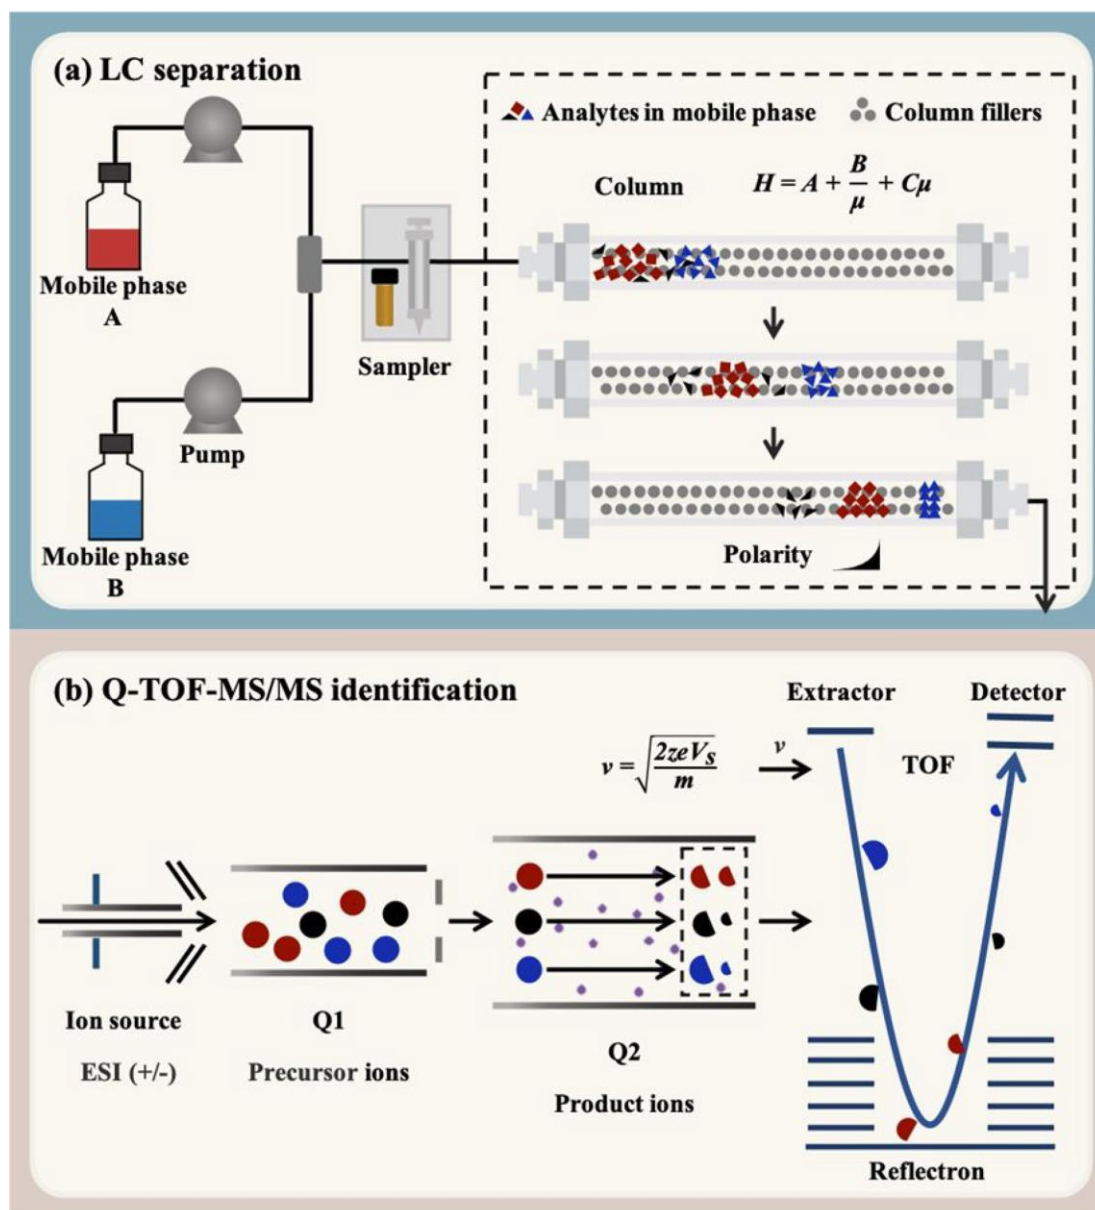 (a) LC separation
Analytes in mobile phase
Column fillers
Column
H = A + B/μ + Cμ
Mobile phase
A
Sampler
Pump
Mobile phase
B
Polarity
(b) Q-TOF-MS/MS identification
Extractor
Detector
v = √(2zeVs/m)
v
TOF
Ion source
ESI (+/-)
Q1
Precursor ions
Q2
Product ions
Reflectron